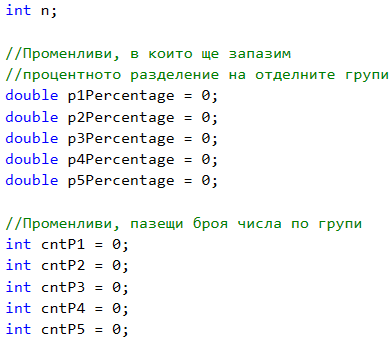 int n;
//Променливи, в които ще запазим
//процентното разделение на отделните групи
double p1Percentage = 0;
double p2Percentage = 0;
double p3Percentage = 0;
double p4Percentage = 0;
double p5Percentage = 0;
//Променливи, пазещи броя числа по групи
int cntP1 = 0;
int cntP2 = 0;
int cntP3 = 0;
int cntP4 = 0;
int cntP5 = 0;